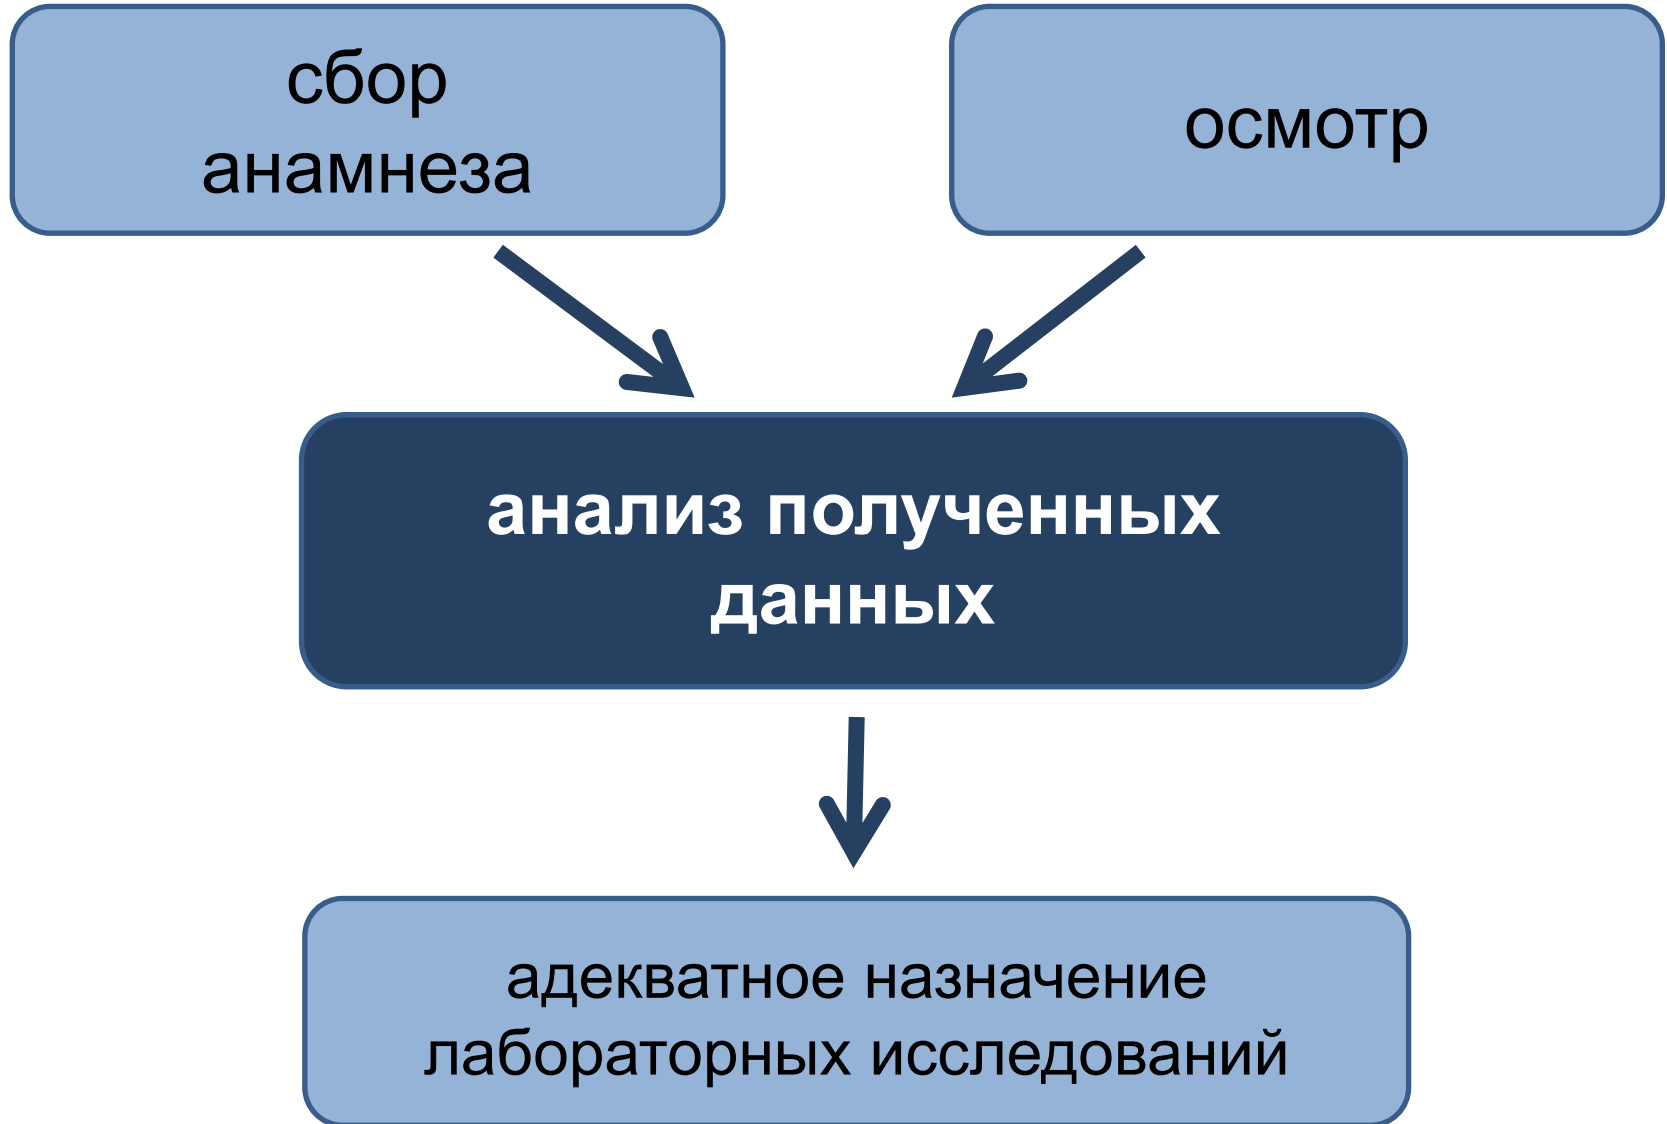 сбор
анамнеза
осмотр
анализ полученных
данных
адекватное назначение
лабораторных исследований